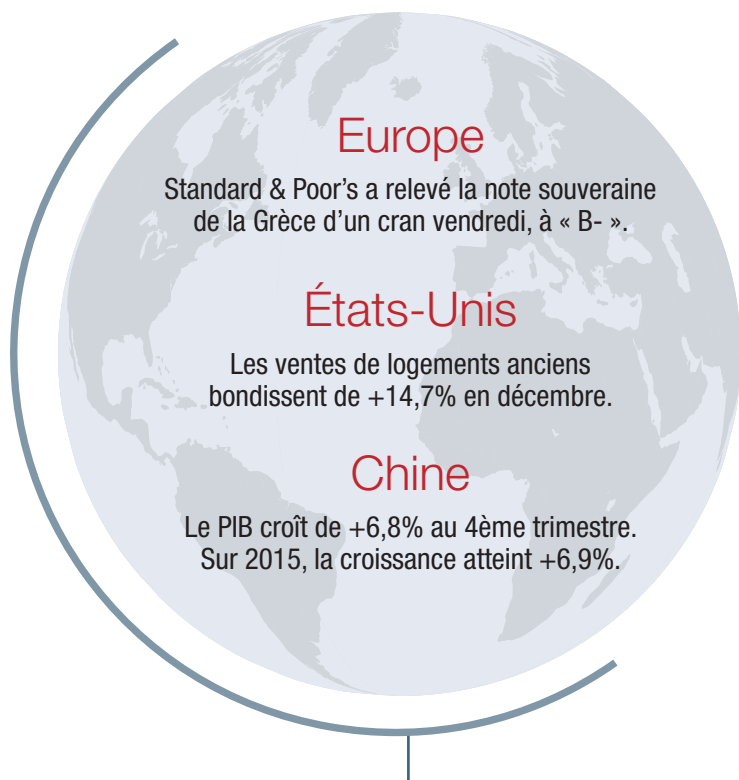 Europe
Standard & Poor’s a relevé la note souveraine
de la Grèce d’un cran vendredi, à « B- ».
États-Unis
Les ventes de logements anciens
bondissent de +14,7% en décembre.
Chine
Le PIB croît de +6,8% au 4ème trimestre.
Sur 2015, la croissance atteint +6,9%.